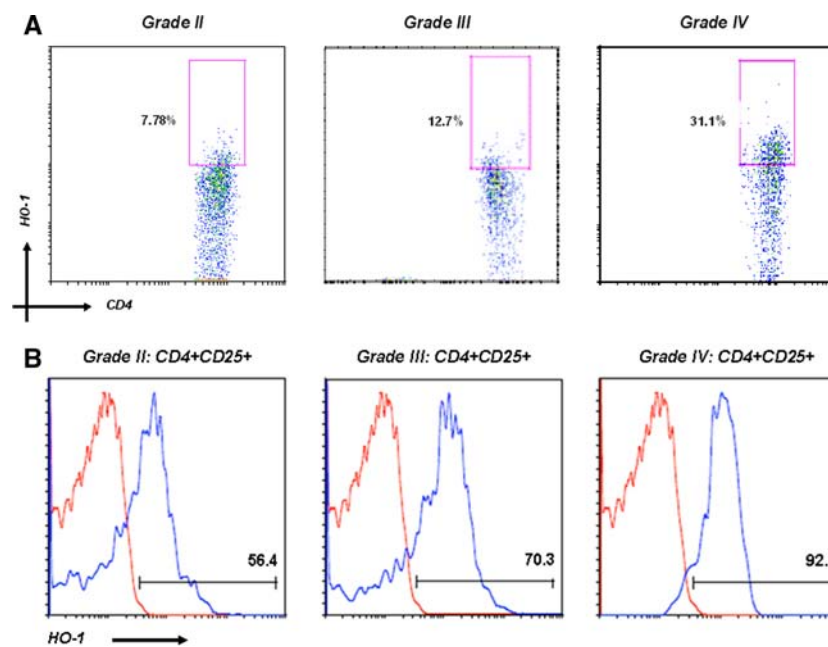 A
Grade II
Grade III
Grade IV
7.78%
12.7%
31.1%
HO-1
CD4
B
Grade II: CD4+CD25+
Grade III: CD4+CD25+
Grade IV: CD4+CD25+
56.4
70.3
92.
HO-1